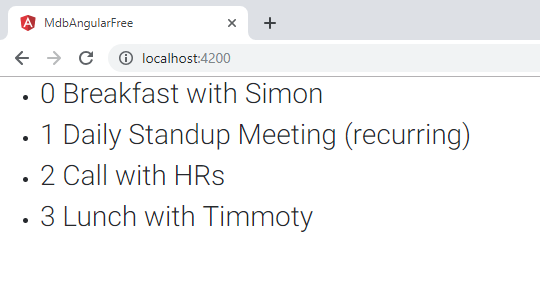 MdbAngularFree
localhost:4200
0 Breakfast with Simon
1 Daily Standup Meeting (recurring)
2 Call with HRs
3 Lunch with Timmoty